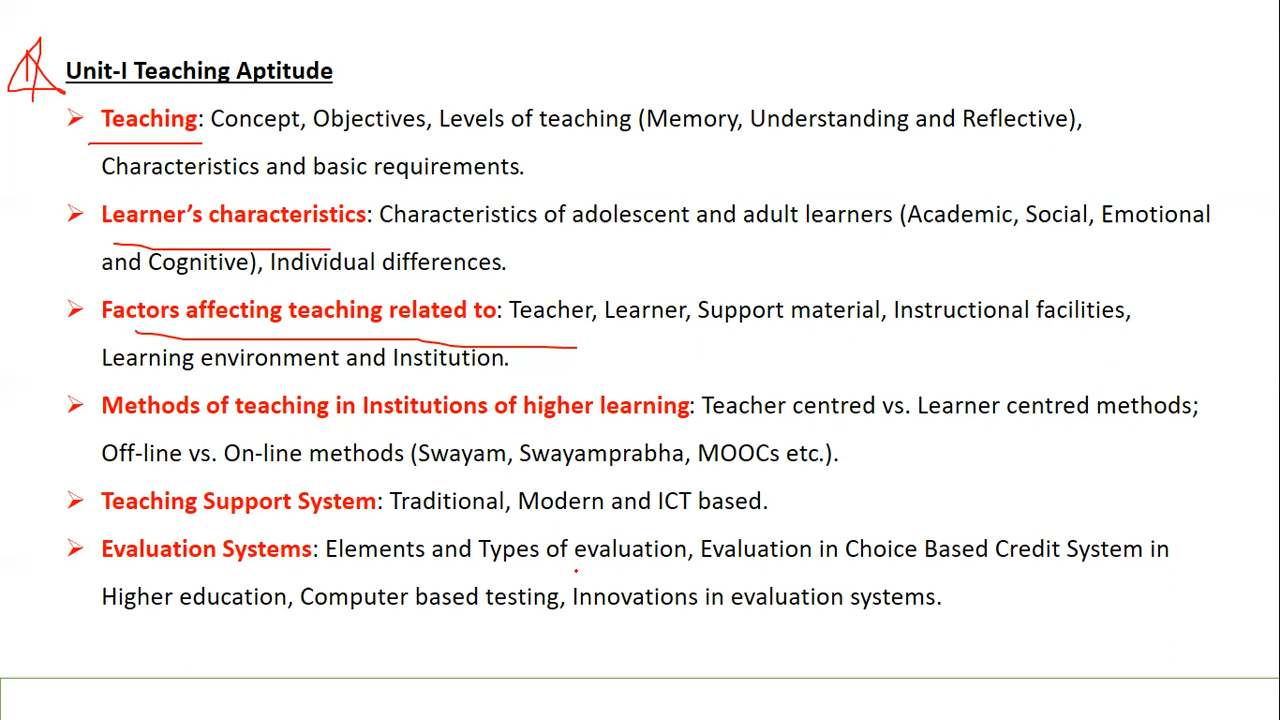 Unit-I Teaching Aptitude
➢ Teaching: Concept, Objectives, Levels of teaching (Memory, Understanding and Reflective),
Characteristics and basic requirements.
➢ Learner’s characteristics: Characteristics of adolescent and adult learners (Academic, Social, Emotional
and Cognitive), Individual differences.
➢ Factors affecting teaching related to: Teacher, Learner, Support material, Instructional facilities,
Learning environment and Institution.
➢ Methods of teaching in Institutions of higher learning: Teacher centred vs. Learner centred methods;
Off-line vs. On-line methods (Swayam, Swayamprabha, MOOCs etc.).
➢ Teaching Support System: Traditional, Modern and ICT based.
➢ Evaluation Systems: Elements and Types of evaluation, Evaluation in Choice Based Credit System in
Higher education, Computer based testing, Innovations in evaluation systems.